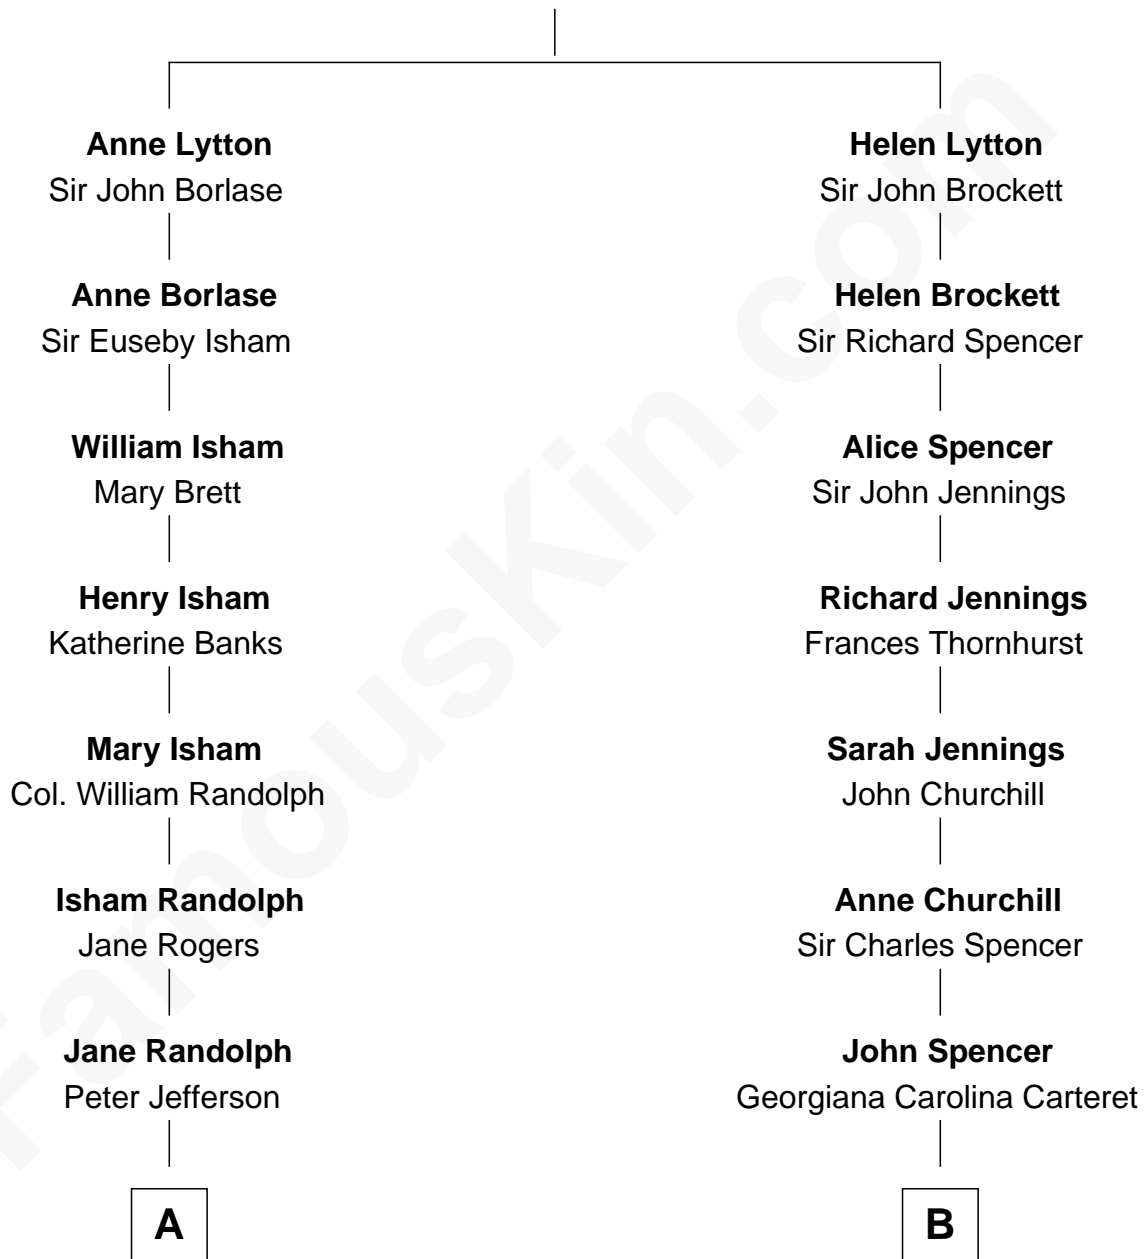 Anne Lytton
Sir John Borlase
Helen Lytton
Sir John Brockett
Anne Borlase
Sir Euseby Isham
Helen Brockett
Sir Richard Spencer
William Isham
Mary Brett
Alice Spencer
Sir John Jennings
Henry Isham
Katherine Banks
Richard Jennings
Frances Thornhurst
Mary Isham
Col. William Randolph
Sarah Jennings
John Churchill
Isham Randolph
Jane Rogers
Anne Churchill
Sir Charles Spencer
Jane Randolph
Peter Jefferson
John Spencer
Georgiana Carolina Carteret
A
B
FamousKin.com